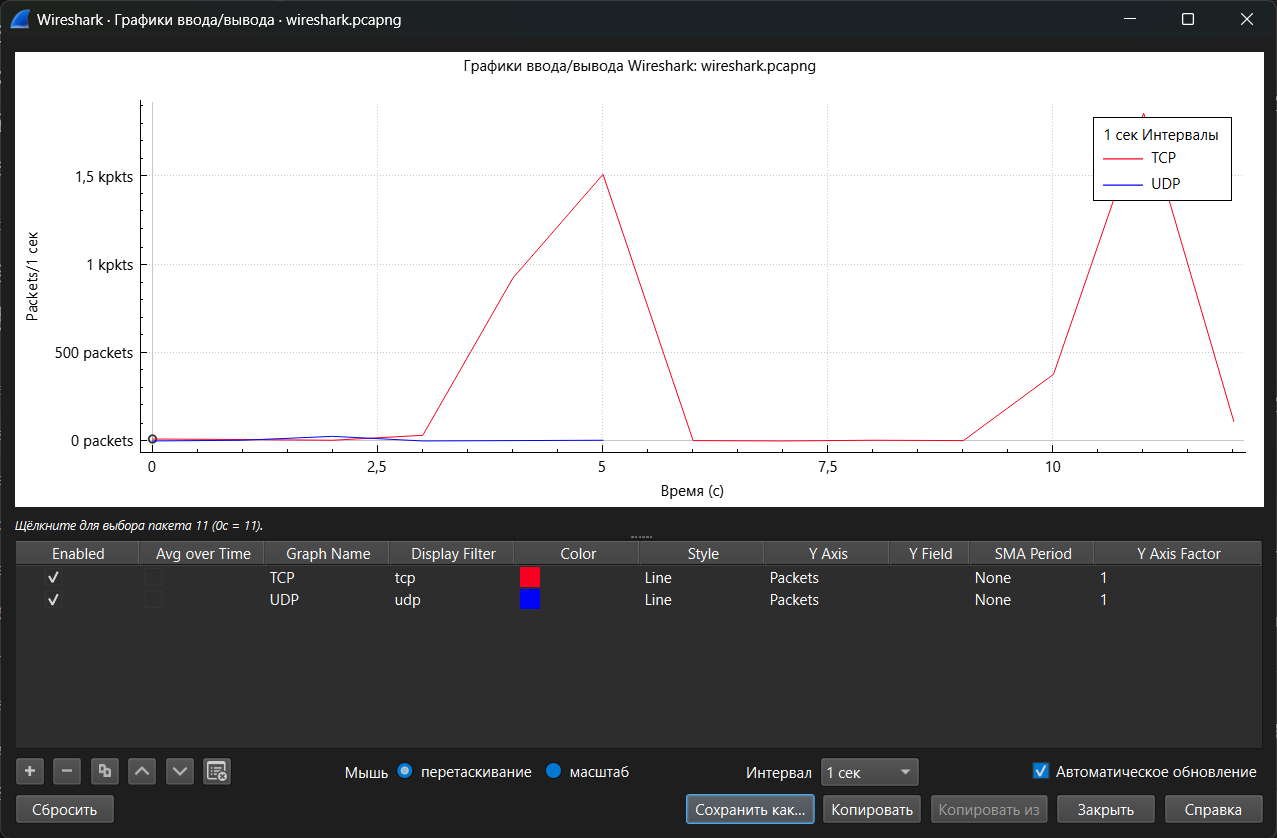 Wireshark · Графики ввода/вывода · wireshark.pcapng
Графики ввода/вывода Wireshark: wireshark.pcapng
1 сек Интервалы
TCP
UDP
1,5 kpkts
1 kpkts
500 packets
0 packets
Packets/1 сек
0 2,5 5 7,5 10
Время (с)
Щёлкните для выбора пакета 11 (0с = 11).
Enabled Avg over Time Graph Name Display Filter Color Style Y Axis Y Field SMA Period Y Axis Factor
TCP tcp Line Packets None 1
UDP udp Line Packets None 1
Мышь перетаскивание масштаб Интервал 1 сек Автоматическое обновление
Сбросить Сохранить как... Копировать Копировать из Закрыть Справка